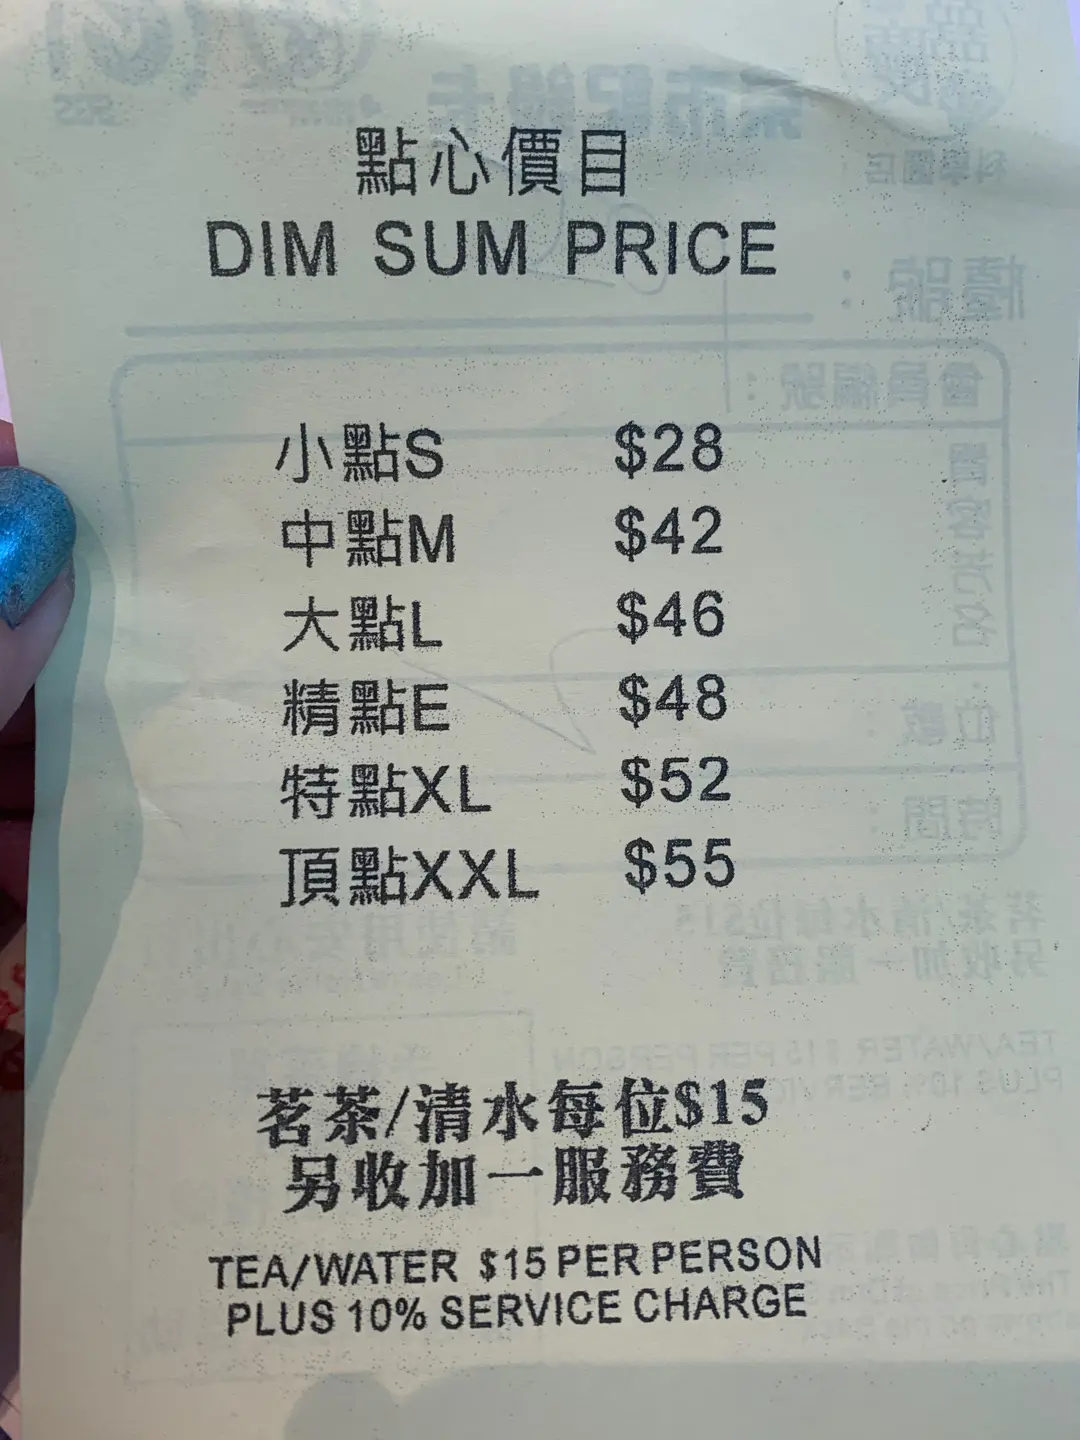 點心價目
DIM SUM PRICE
小點S $28
中點M $42
大點L $46
精點E $48
特點XL $52
頂點XXL $55
茗茶/清水每位$15
另收加一服務費
TEA/WATER $15 PER PERSON
PLUS 10% SERVICE CHARGE